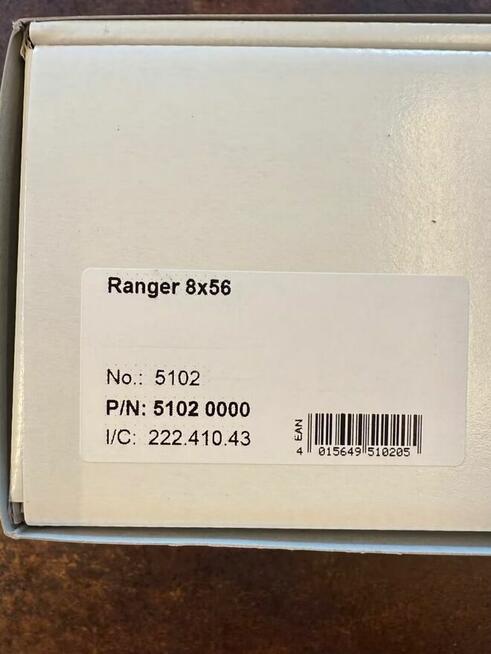 Ranger 8x56
No.: 5102
P/N: 5102 0000
I/C: 222.410.43
EAN
4 015649 510205